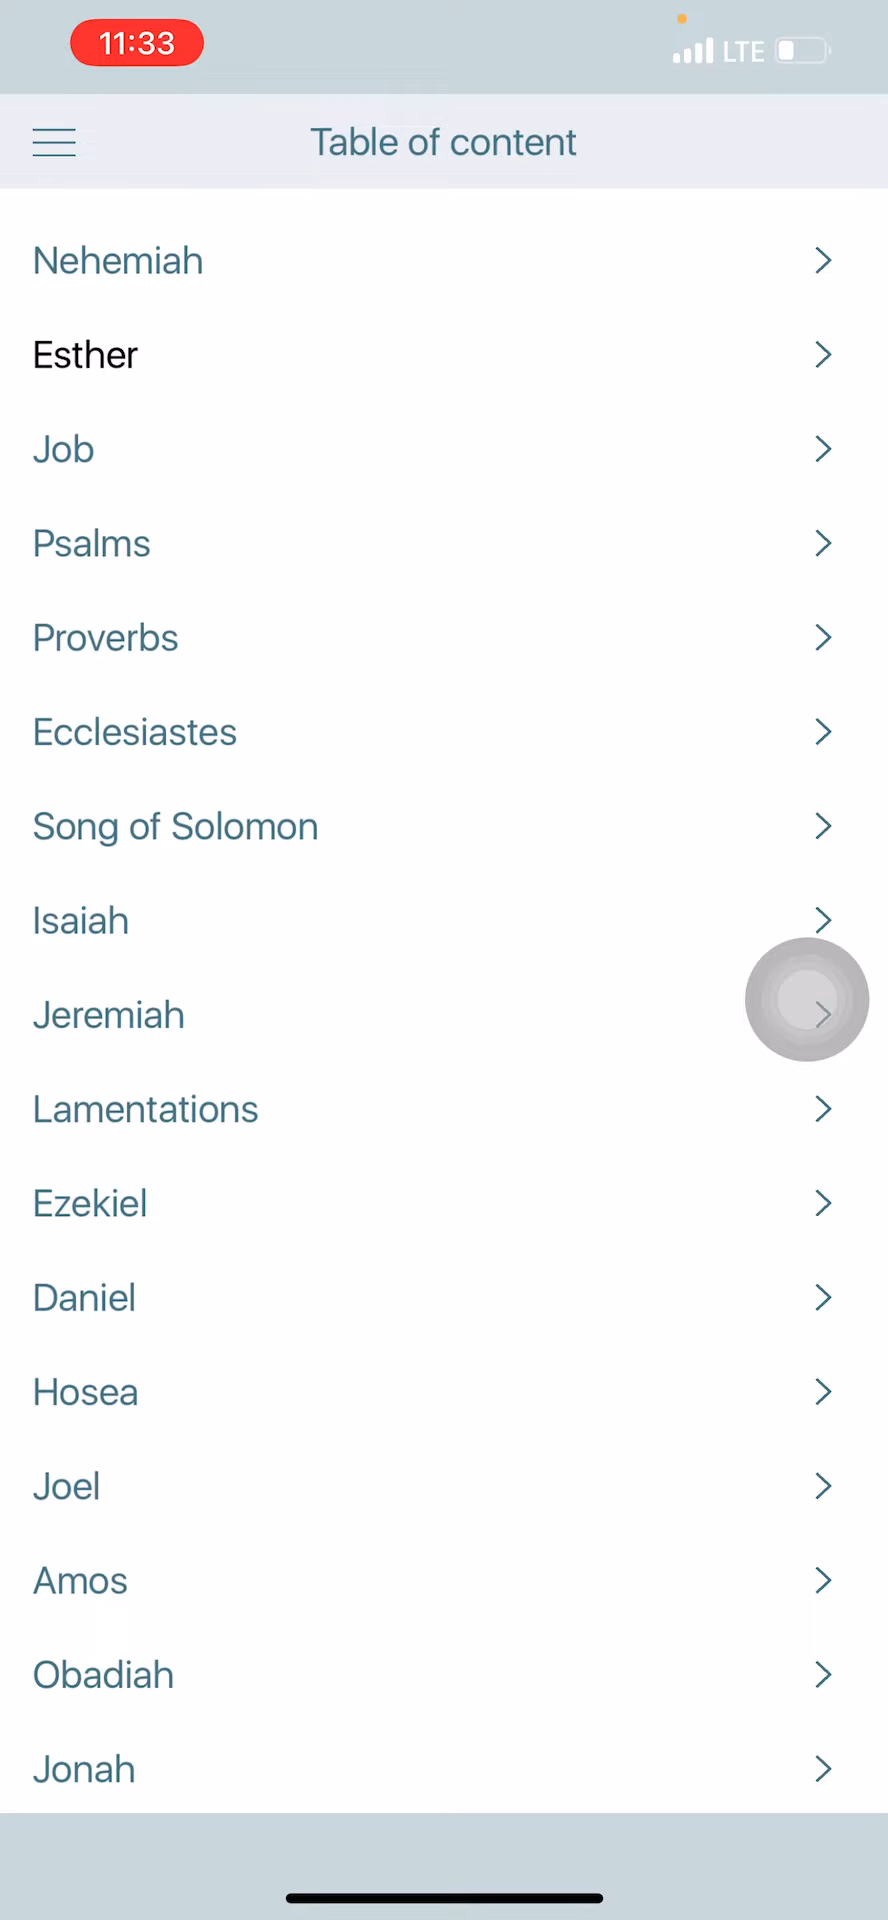 11:33
LTE
Table of content
Nehemiah
Esther
Job
Psalms
Proverbs
Ecclesiastes
Song of Solomon
Isaiah
Jeremiah
Lamentations
Ezekiel
Daniel
Hosea
Joel
Amos
Obadiah
Jonah